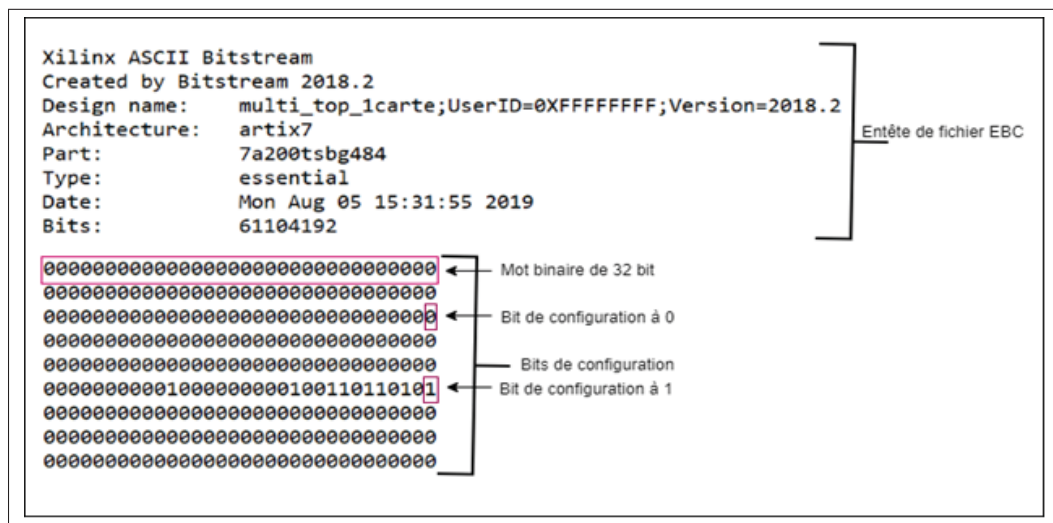 Xilinx ASCII Bitstream
Created by Bitstream 2018.2
Design name: multi_top_1carte;UserID=0XFFFFFFFF;Version=2018.2
Architecture: artix7
Entête de fichier EBC
Part: 7a200tsbg484
Type: essential
Date: Mon Aug 05 15:31:55 2019
Bits: 61104192
00000000000000000000000000000000 Mot binaire de 32 bit
00000000000000000000000000000000
00000000000000000000000000000000 Bit de configuration à 0
00000000000000000000000000000000
00000000000000000000000000000000 Bits de configuration
00000000001000000000100110110101 Bit de configuration à 1
00000000000000000000000000000000
00000000000000000000000000000000
00000000000000000000000000000000